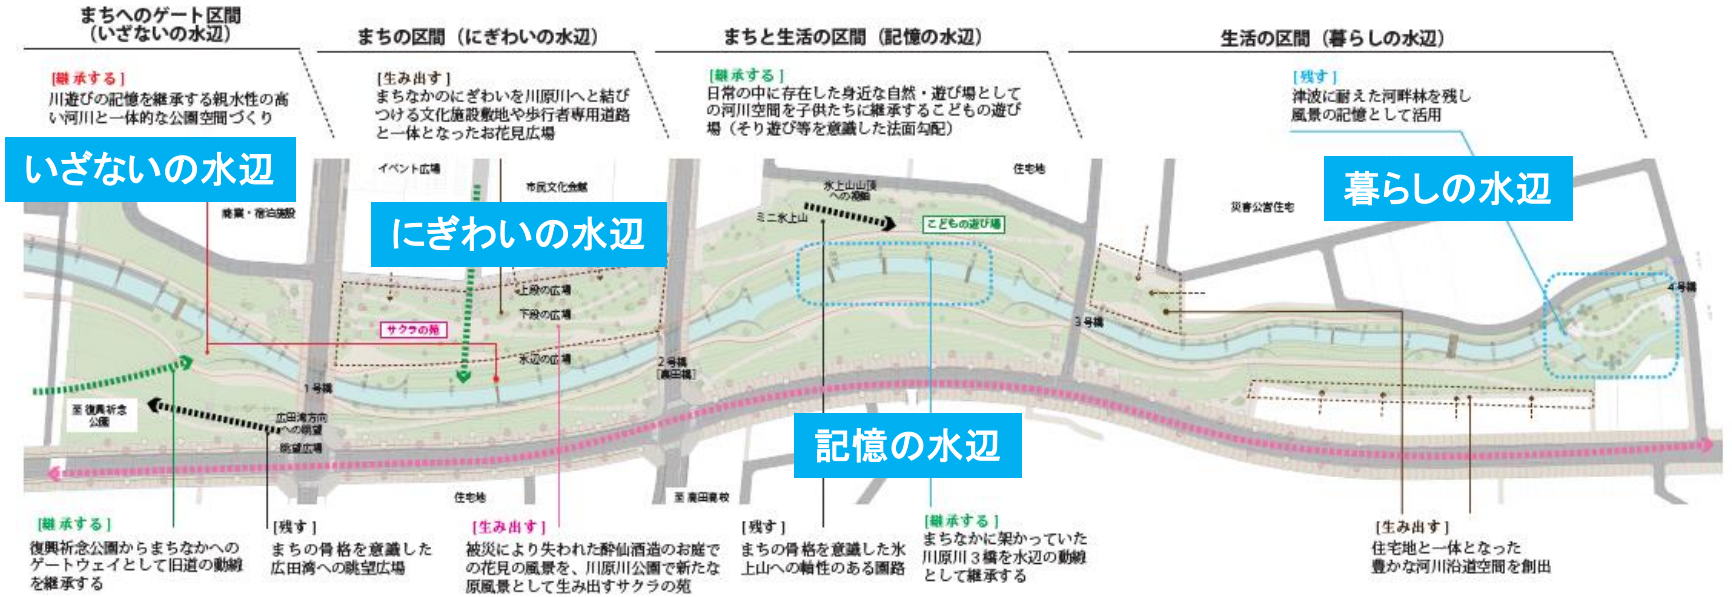 まちへのゲート区間
(いざないの水辺)
まちの区間（にぎわいの水辺）
まちと生活の区間（記憶の水辺）
生活の区間（暮らしの水辺）
[継承する]
川遊びの記憶を継承する親水性の高
い河川と一体的な公園空間づくり
[生み出す]
まちなかのにぎわいを川原川へと結び
つける文化施設敷地や歩行者専用道路
と一体となったお花見広場
[継承する]
日常の中に存在した身近な自然・遊び場として
の河川空間を子供たちに継承するこどもの遊び
場（そり遊び等を意識した法面勾配）
[残す]
津波に耐えた河畔林を残し
風景の記憶として活用
いざないの水辺
にぎわいの水辺
記憶の水辺
暮らしの水辺
イベント広場
市民文化会館
商業・宿泊施設
住宅地
氷上山山頂
への視軸
ミニ氷上山
こどもの遊び場
災害公営住宅
上段の広場
下段の広場
サクラの苑
水辺の広場
1号橋
2号橋
[高田橋]
3号橋
4号橋
至 復興祈念
公園
広田湾方向
への眺望
眺望広場
住宅地
至 高田高校
[継承する]
復興祈念公園からまちなかへの
ゲートウェイとして旧道の動線
を継承する
[残す]
まちの骨格を意識した
広田湾への眺望広場
[生み出す]
被災により失われた酔仙酒造のお庭で
の花見の風景を、川原川公園で新たな
原風景として生み出すサクラの苑
[残す]
まちの骨格を意識した氷
上山への軸性のある園路
[継承する]
まちなかに架かっていた
川原川３橋を水辺の動線
として継承する
[生み出す]
住宅地と一体となった
豊かな河川沿道空間を創出